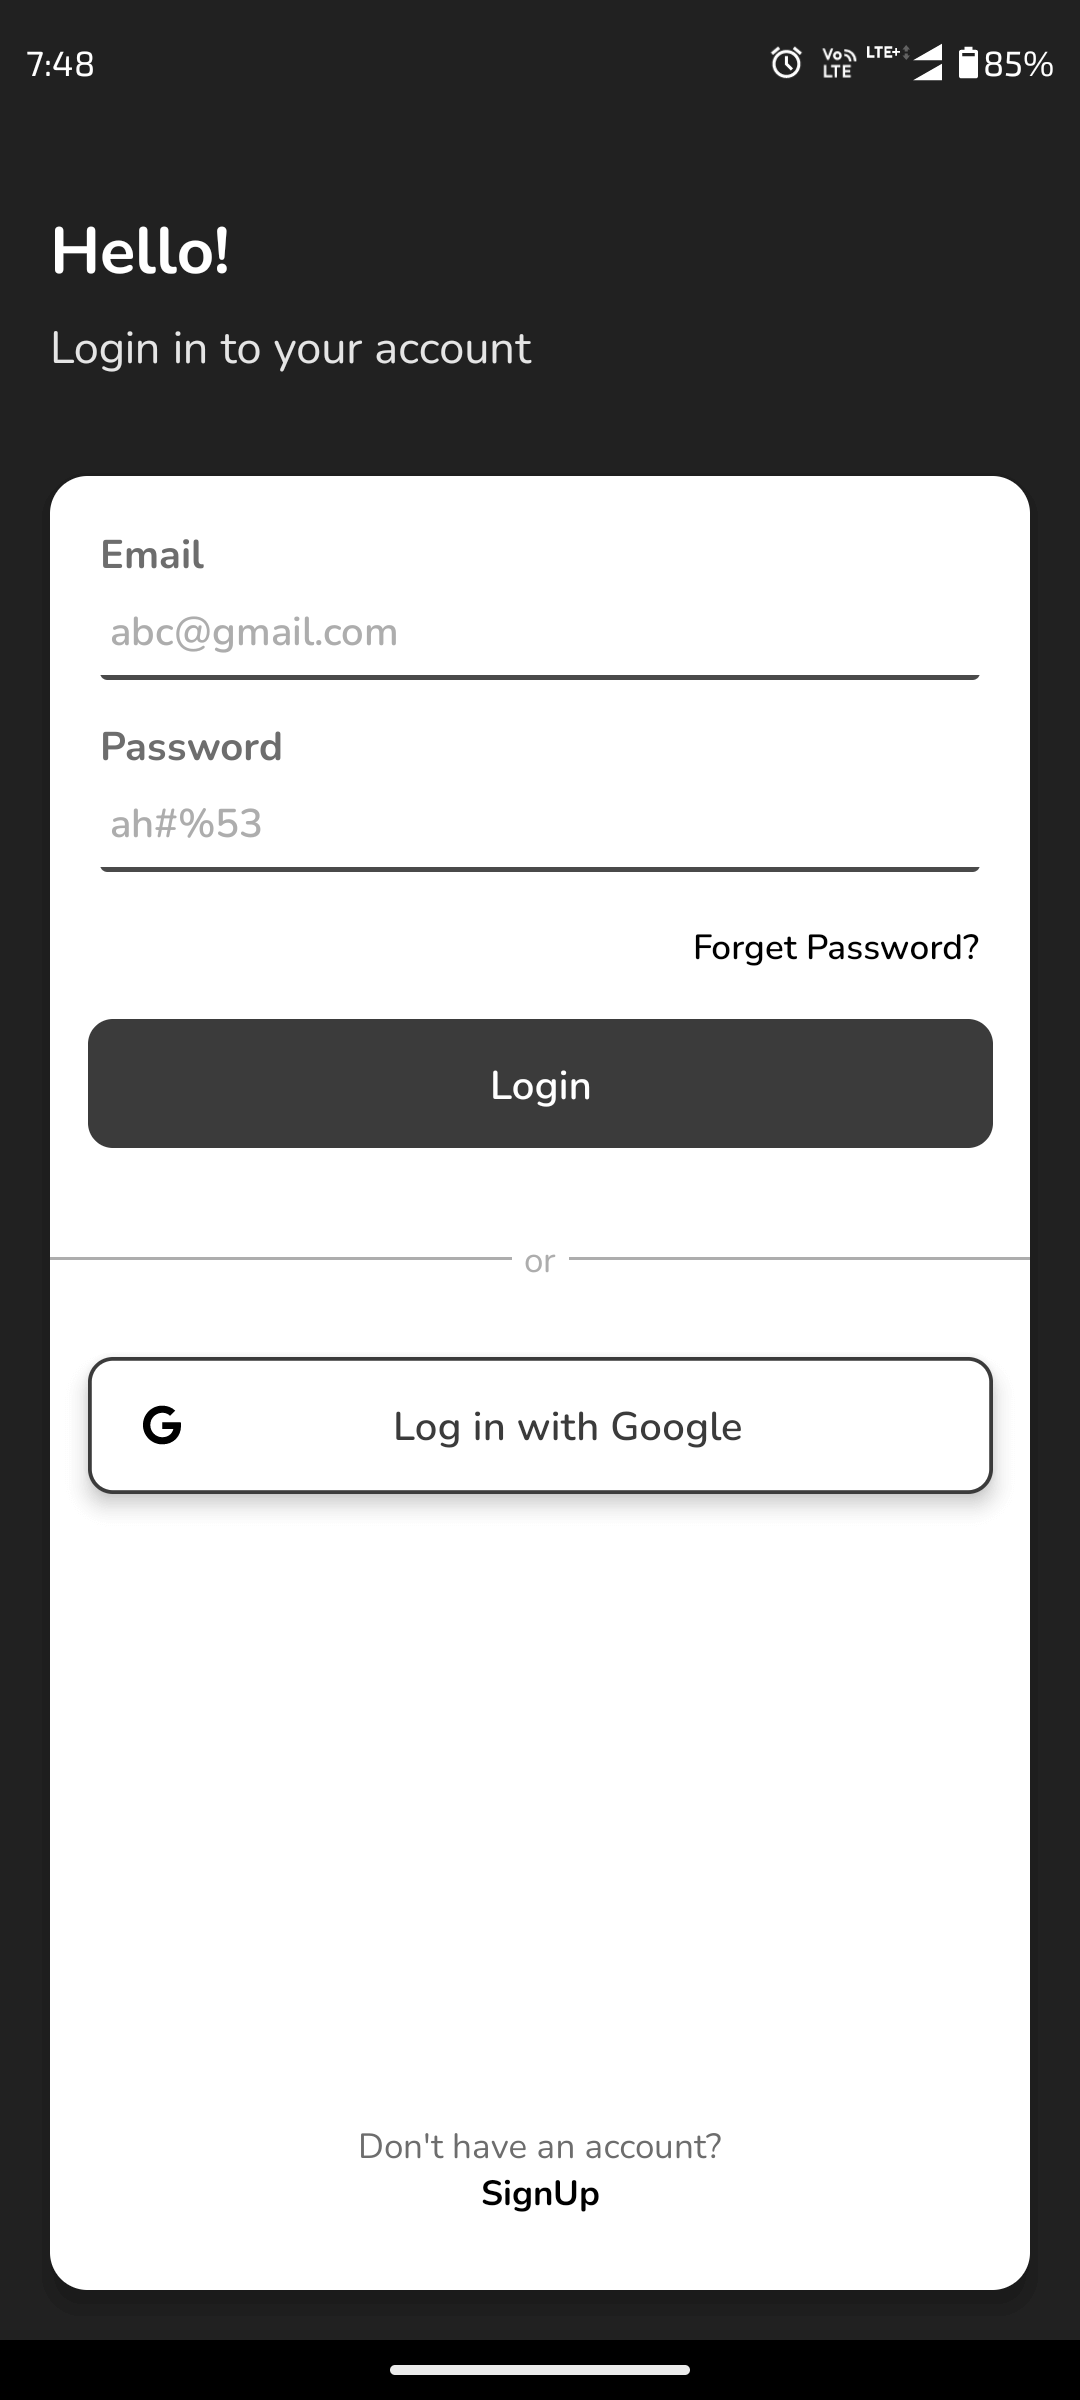 7:48
Vo LTE LTE+ 85%
Hello!
Login in to your account
Email
abc@gmail.com
Password
ah#%53
Forget Password?
Login
or
G Log in with Google
Don't have an account?
SignUp